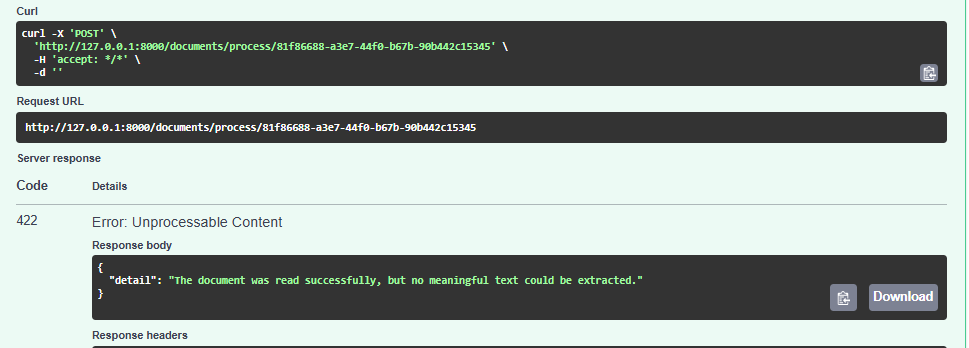 Curl
curl -X 'POST' \
'http://127.0.0.1:8000/documents/process/81f86688-a3e7-44f0-b67b-90b442c15345' \
-H 'accept: */*' \
-d ''
Request URL
http://127.0.0.1:8000/documents/process/81f86688-a3e7-44f0-b67b-90b442c15345
Server response
Code Details
422 Error: Unprocessable Content
Response body
{
"detail": "The document was read successfully, but no meaningful text could be extracted."
}
Download
Response headers